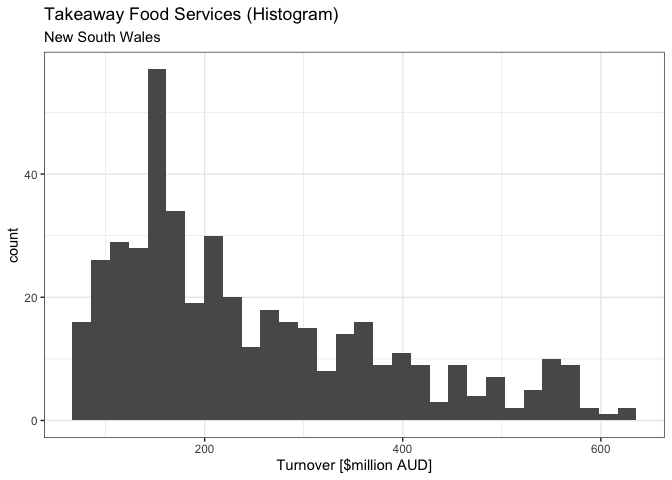 Takeaway Food Services (Histogram)
New South Wales
count
40
20
0
200 400 600
Turnover [$million AUD]